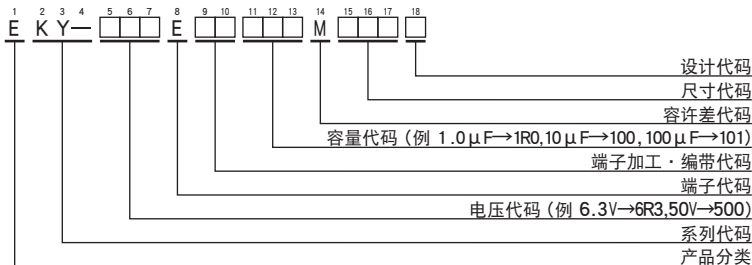 1 2 3 4 5 6 7 8 9 10 11 12 13 14 15 16 17 18
E K Y— □□□ E □□ □□□ M □□□ □
设计代码
尺寸代码
容许差代码
容量代码（例 1.0μF→1R0,10μF→100,100μF→101）
端子加工・编带代码
端子代码
电压代码（例 6.3V→6R3,50V→500）
系列代码
产品分类